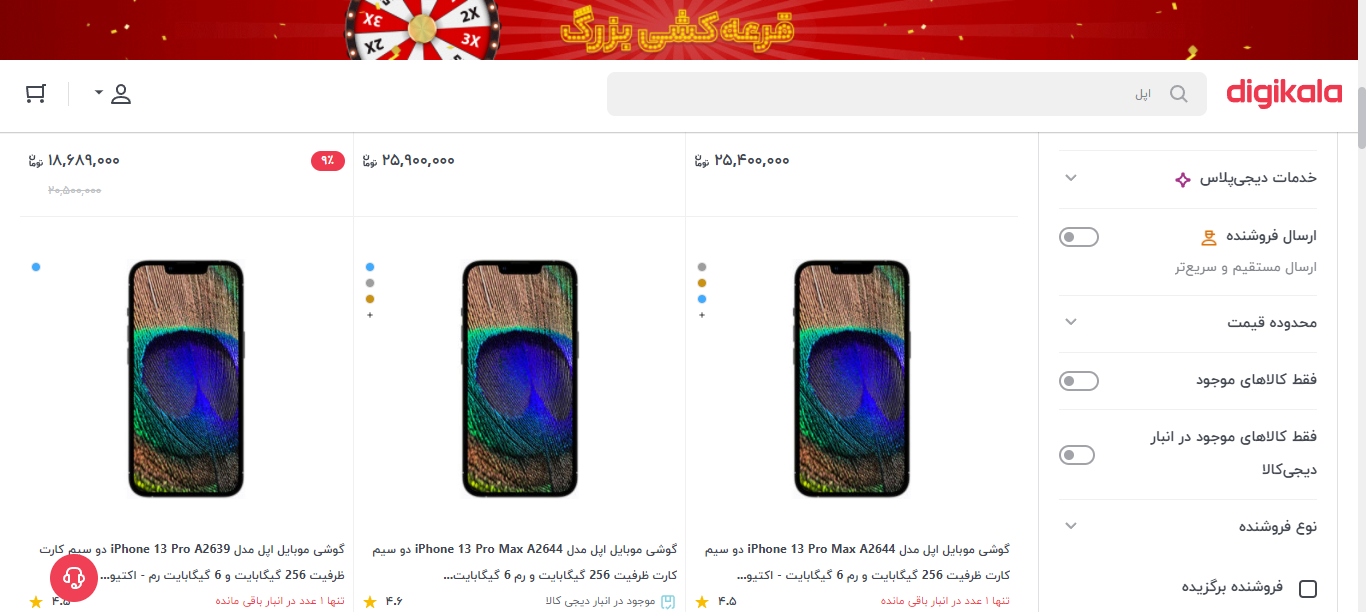 3X
2X
2X
3X
قرعه‌کشی بزرگ
digikala
اپل
خدمات دیجی‌پلاس
ارسال فروشنده
ارسال مستقیم و سریع‌تر
محدوده قیمت
فقط کالاهای موجود
فقط کالاهای موجود در انبار
دیجی‌کالا
نوع فروشنده
فروشنده برگزیده
۲۵,۴۰۰,۰۰۰ تومان
۲۵,۹۰۰,۰۰۰ تومان
۹٪
۱۸,۶۸۹,۰۰۰ تومان
۲۰,۵۰۰,۰۰۰
+
گوشی موبایل اپل مدل iPhone 13 Pro Max A2644 دو سیم
کارت ظرفیت 256 گیگابایت و رم 6 گیگابایت - اکتیو...
تنها ۱ عدد در انبار باقی مانده
۴.۵
+
گوشی موبایل اپل مدل iPhone 13 Pro Max A2644 دو سیم
کارت ظرفیت 256 گیگابایت و رم 6 گیگابایت...
موجود در انبار دیجی کالا
۴.۶
گوشی موبایل اپل مدل iPhone 13 Pro A2639 دو سیم کارت
ظرفیت 256 گیگابایت و 6 گیگابایت رم - اکتیو...
تنها ۱ عدد در انبار باقی مانده
۴.۵